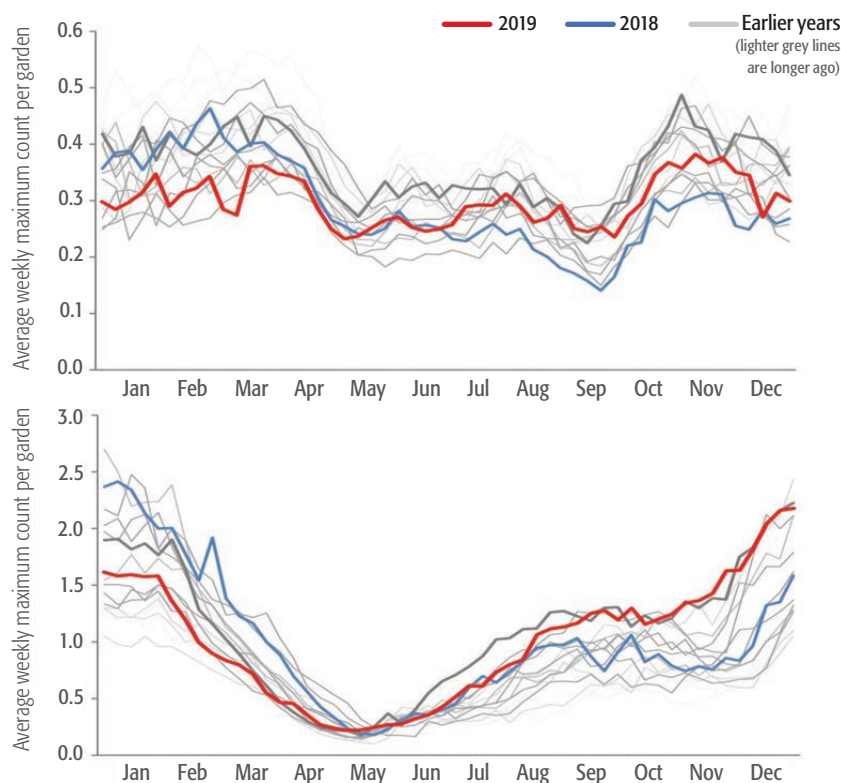 2019 2018 Earlier years
(lighter grey lines
are longer ago)
Average weekly maximum count per garden
0.6
0.5
0.4
0.3
0.2
0.1
0.0
Jan Feb Mar Apr May Jun Jul Aug Sep Oct Nov Dec
Average weekly maximum count per garden
3.0
2.5
2.0
1.5
1.0
0.5
0.0
Jan Feb Mar Apr May Jun Jul Aug Sep Oct Nov Dec